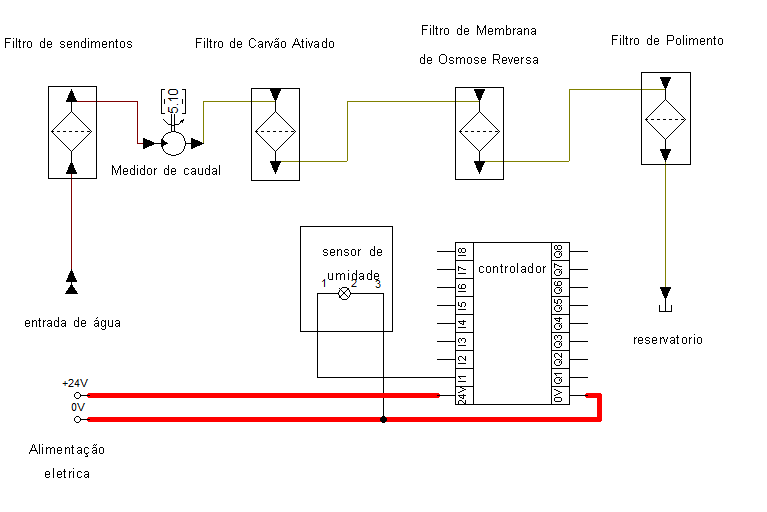 Filtro de sendimentos
Filtro de Carvão Ativado
Filtro de Membrana
de Osmose Reversa
Filtro de Polimento
5.10
Medidor de caudal
entrada de água
sensor de
umidade
1
2
3
controlador
I8
I7
I6
I5
I4
I3
I2
I1
24V
Q8
Q7
Q6
Q5
Q4
Q3
Q2
Q1
0V
reservatorio
+24V
0V
Alimentação
eletrica